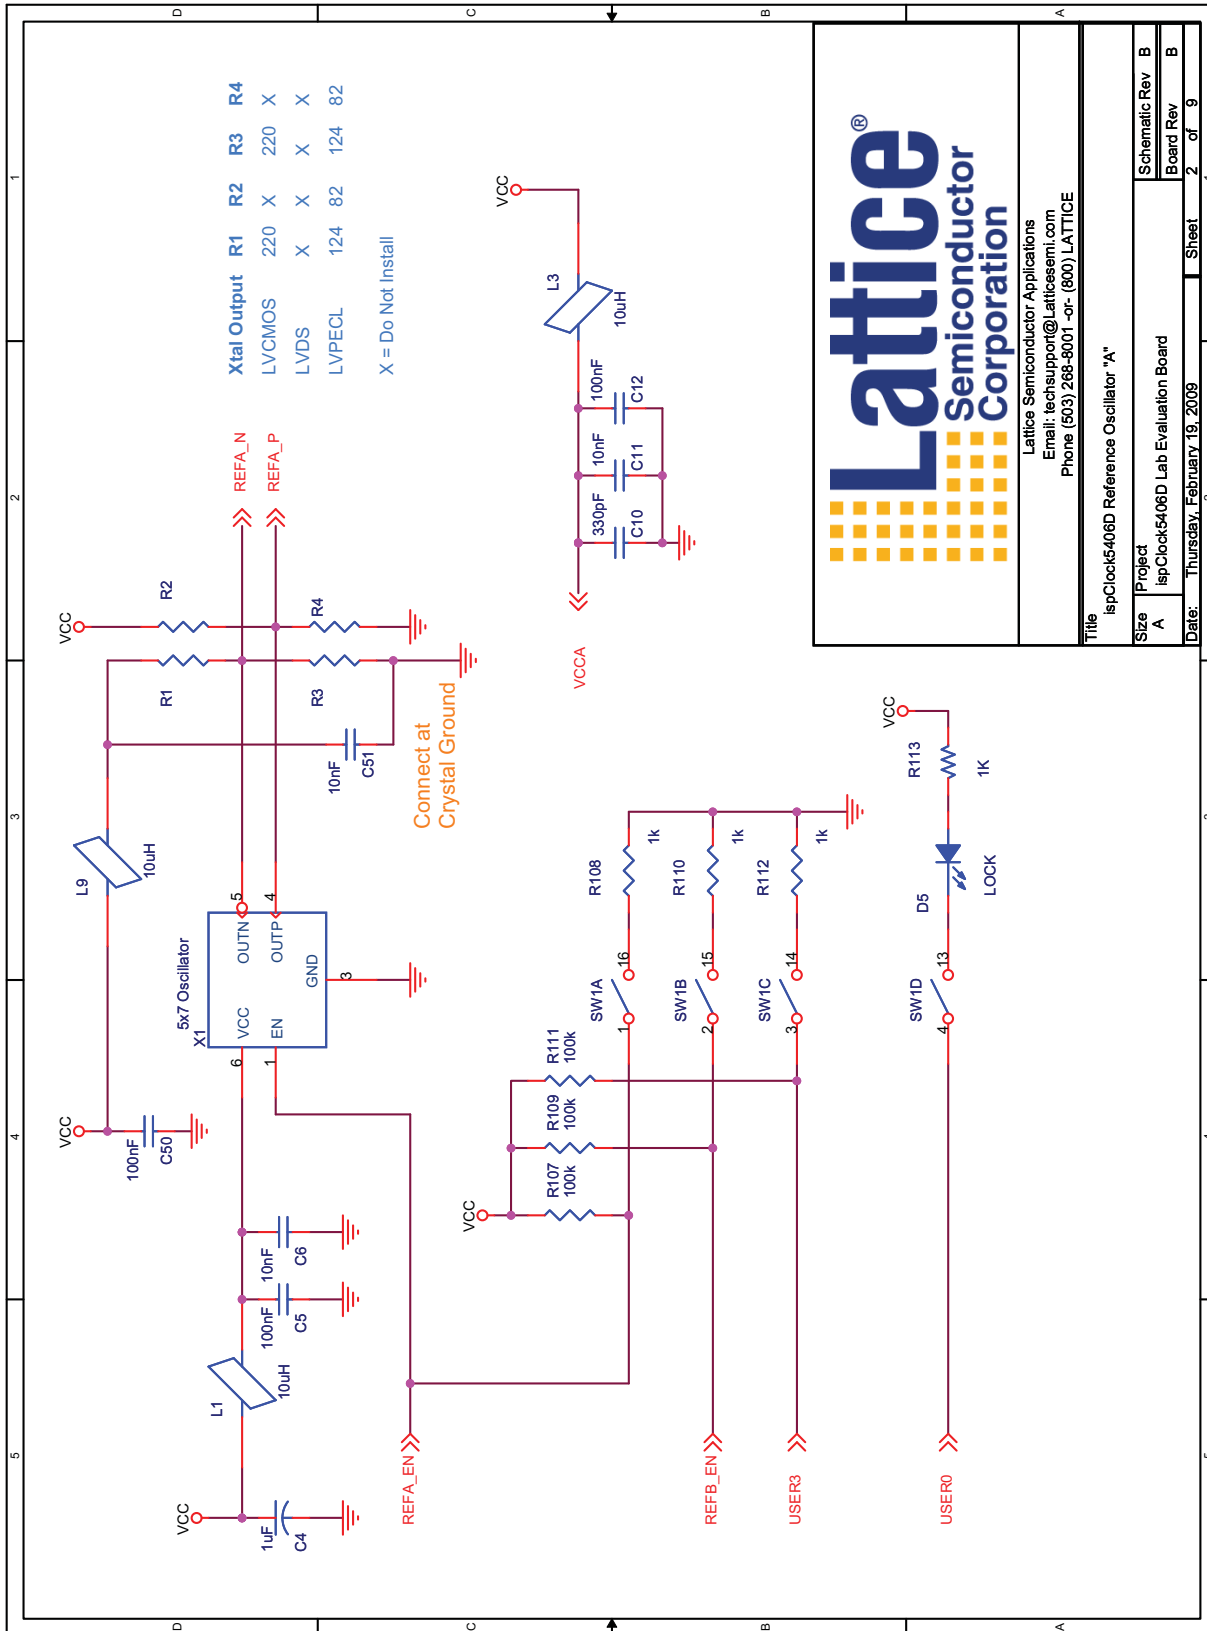 5
4
3
2
1
D
C
B
A
VCC
L9
10uH
100nF
C50
VCC
R1
R2
R3
R4
10nF
C51
Connect at
Crystal Ground
X1
5x7 Oscillator
6
VCC
OUTN
5
1
EN
OUTP
4
GND
3
REFA_N
REFA_P
Xtal Output R1 R2 R3 R4
LVCMOS 220 X 220 X
LVDS X X X X
LVPECL 124 82 124 82
X = Do Not Install
VCC
1uF
C4
L1
10uH
100nF
C5
10nF
C6
VCC
R107
100k
R109
100k
R111
100k
REFA_EN
REFB_EN
USER3
USER0
SW1A
1
16
R108
1k
SW1B
2
15
R110
1k
SW1C
3
14
R112
1k
SW1D
4
13
D5
LOCK
R113
1K
VCC
VCCA
330pF
C10
10nF
C11
100nF
C12
L3
10uH
VCC
Lattice®
Semiconductor
Corporation
Lattice Semiconductor Applications
Email: techsupport@Latticesemi.com
Phone (503) 268-8001 -or- (800) LATTICE
Title
ispClock5406D Reference Oscillator "A"
Size
A
Project
ispClock5406D Lab Evaluation Board
Schematic Rev B
Board Rev B
Date: Thursday, February 19, 2009
Sheet 2 of 9
D
C
B
A